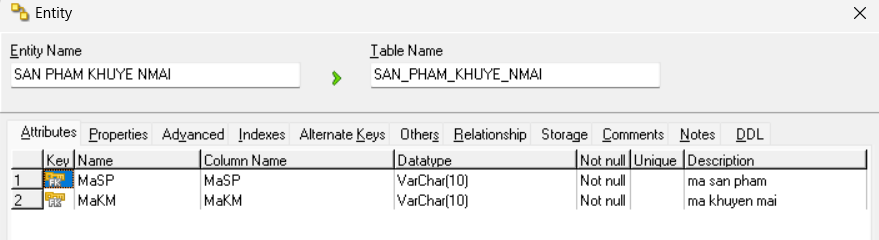 Entity
Entity Name Table Name
SAN PHAM KHUYE NMAI SAN_PHAM_KHUYE_NMAI
Attributes Properties Advanced Indexes Alternate Keys Others Relationship Storage Comments Notes DDL
Key Name Column Name Datatype Not null Unique Description
1 FK MaSP MaSP VarChar(10) Not null ma san pham
2 FK MaKM MaKM VarChar(10) Not null ma khuyen mai